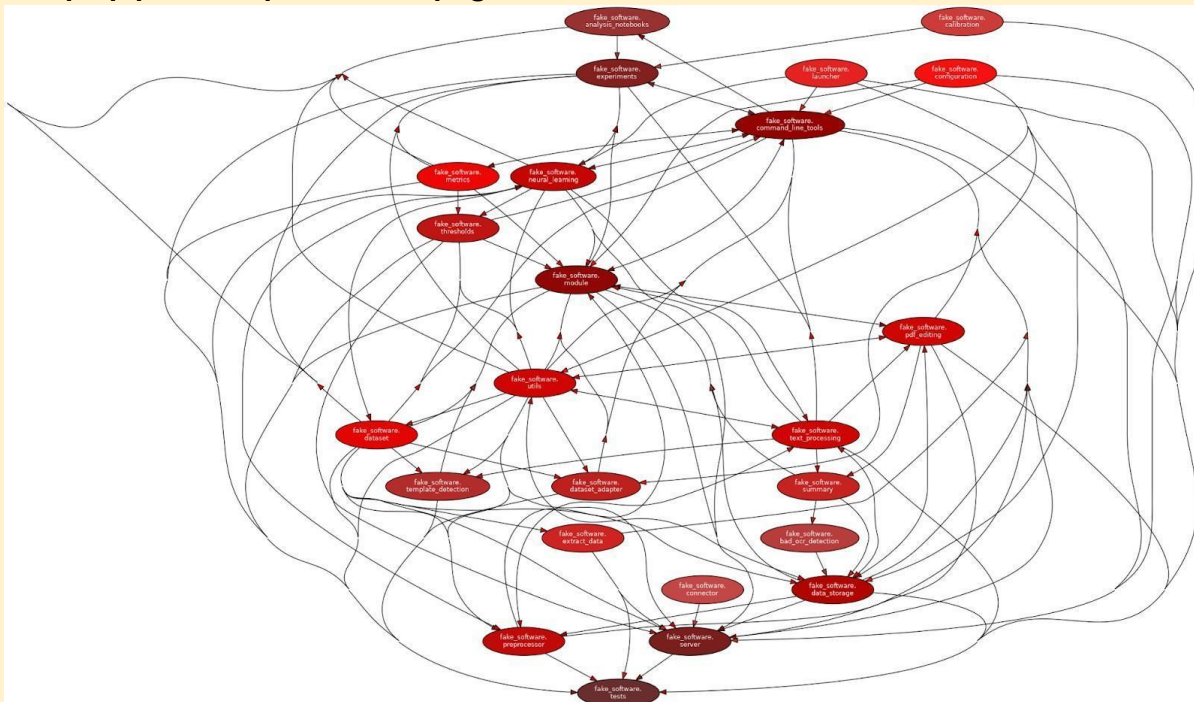 fake_software.
analysis_notebooks
fake_software.
calibration
fake_software.
experiments
fake_software.
launcher
fake_software.
configuration
fake_software.
command_line_tools
fake_software.
metrics
fake_software.
neural_learning
fake_software.
thresholds
fake_software.
module
fake_software.
pdf_editing
fake_software.
utils
fake_software.
dataset
fake_software.
text_processing
fake_software.
template_detection
fake_software.
dataset_adapter
fake_software.
summary
fake_software.
extract_data
fake_software.
bad_ocr_detection
fake_software.
connector
fake_software.
data_storage
fake_software.
preprocessor
fake_software.
server
fake_software.
tests